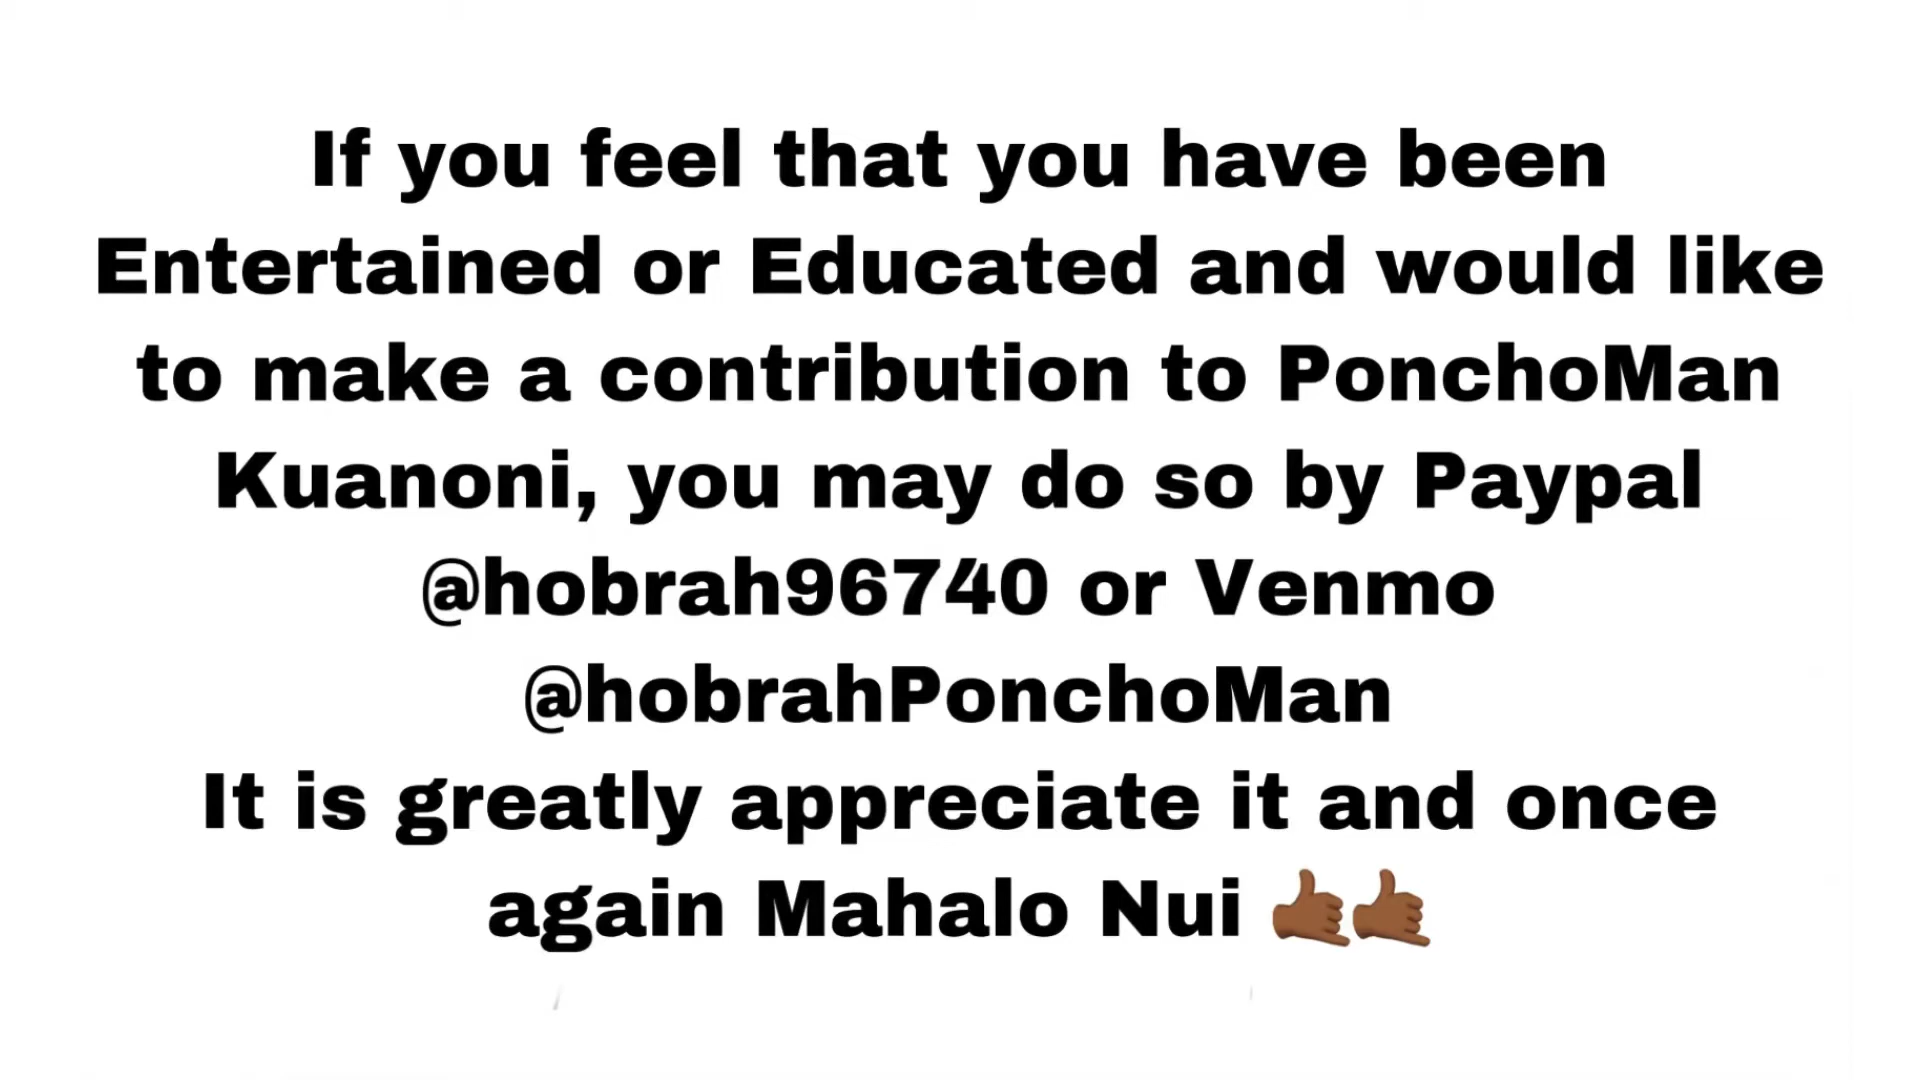 If you feel that you have been
Entertained or Educated and would like
to make a contribution to PonchoMan
Kuanoni, you may do so by Paypal
@hobrah96740 or Venmo
@hobrahPonchoMan
It is greatly appreciate it and once
again Mahalo Nui 🤙🏾🤙🏾